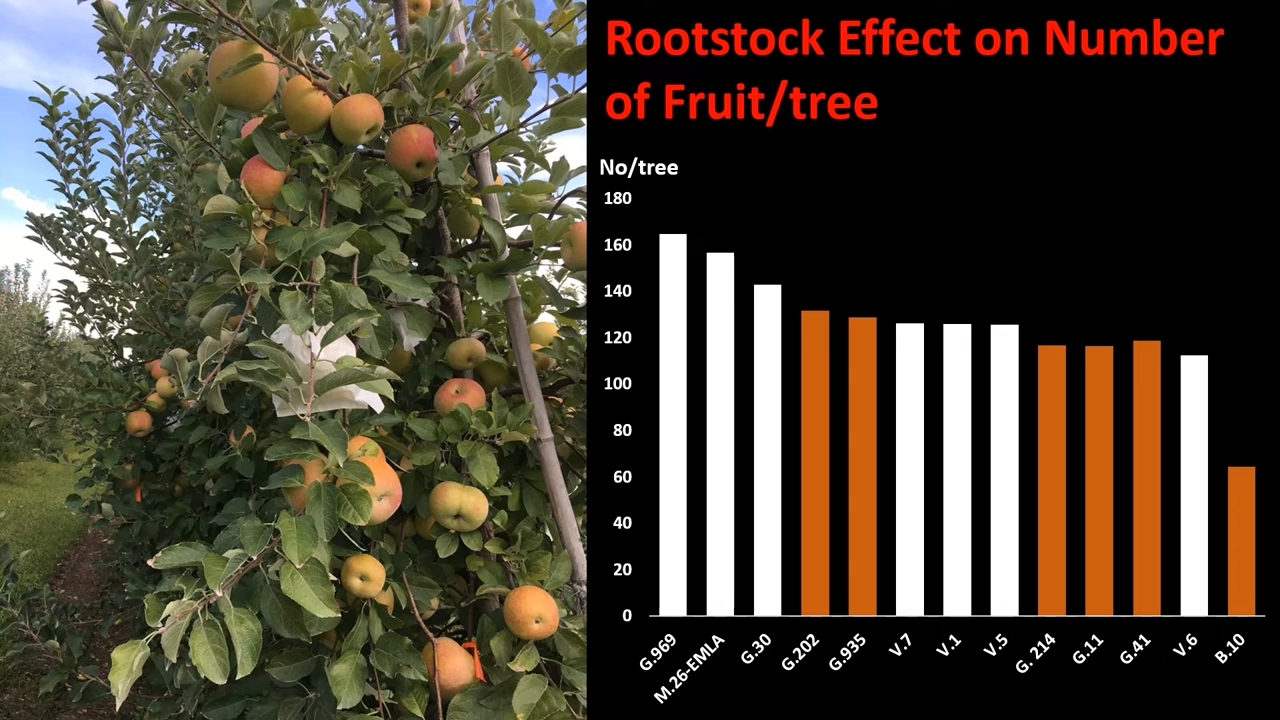 Rootstock Effect on Number
of Fruit/tree
No/tree
180
160
140
120
100
80
60
40
20
0
G.969
M.26-EMLA
G.30
G.202
G.935
V.7
V.1
V.5
G. 214
G.11
G.41
V.6
B.10